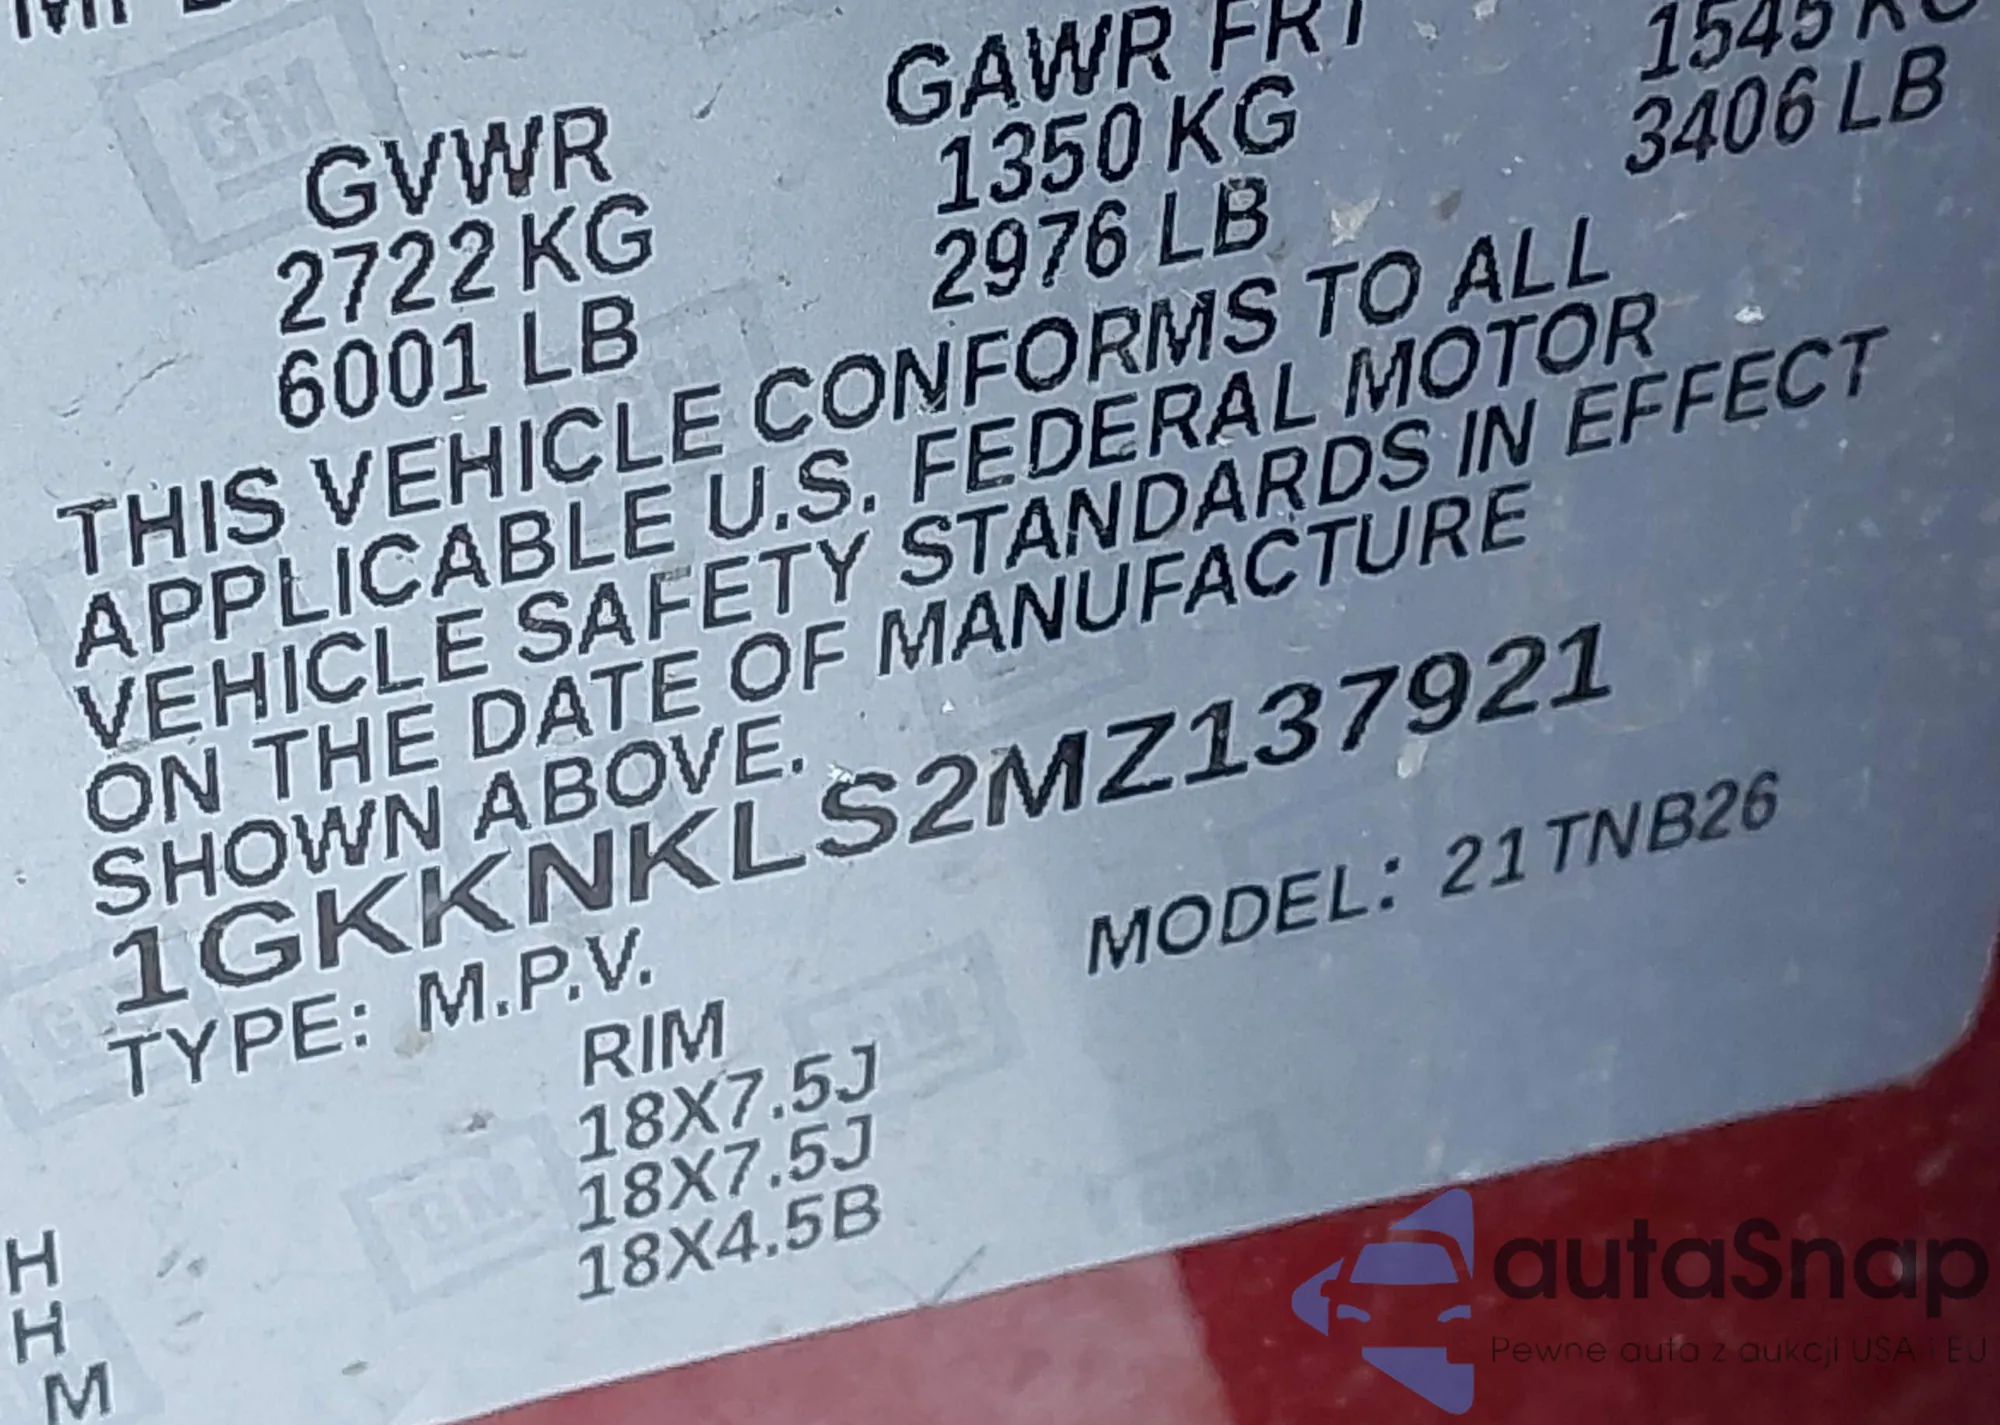 GVWR GAWR FRT
2722 KG 1350 KG 1545 KG
6001 LB 2976 LB 3406 LB
THIS VEHICLE CONFORMS TO ALL
APPLICABLE U.S. FEDERAL MOTOR
VEHICLE SAFETY STANDARDS IN EFFECT
ON THE DATE OF MANUFACTURE
SHOWN ABOVE.
1GKKNKLS2MZ137921
TYPE: M.P.V. MODEL: 21TNB26
RIM
18X7.5J
H 18X7.5J
H 18X4.5B
M
GM
autaSnap
Pewne auta z aukcji USA i EU